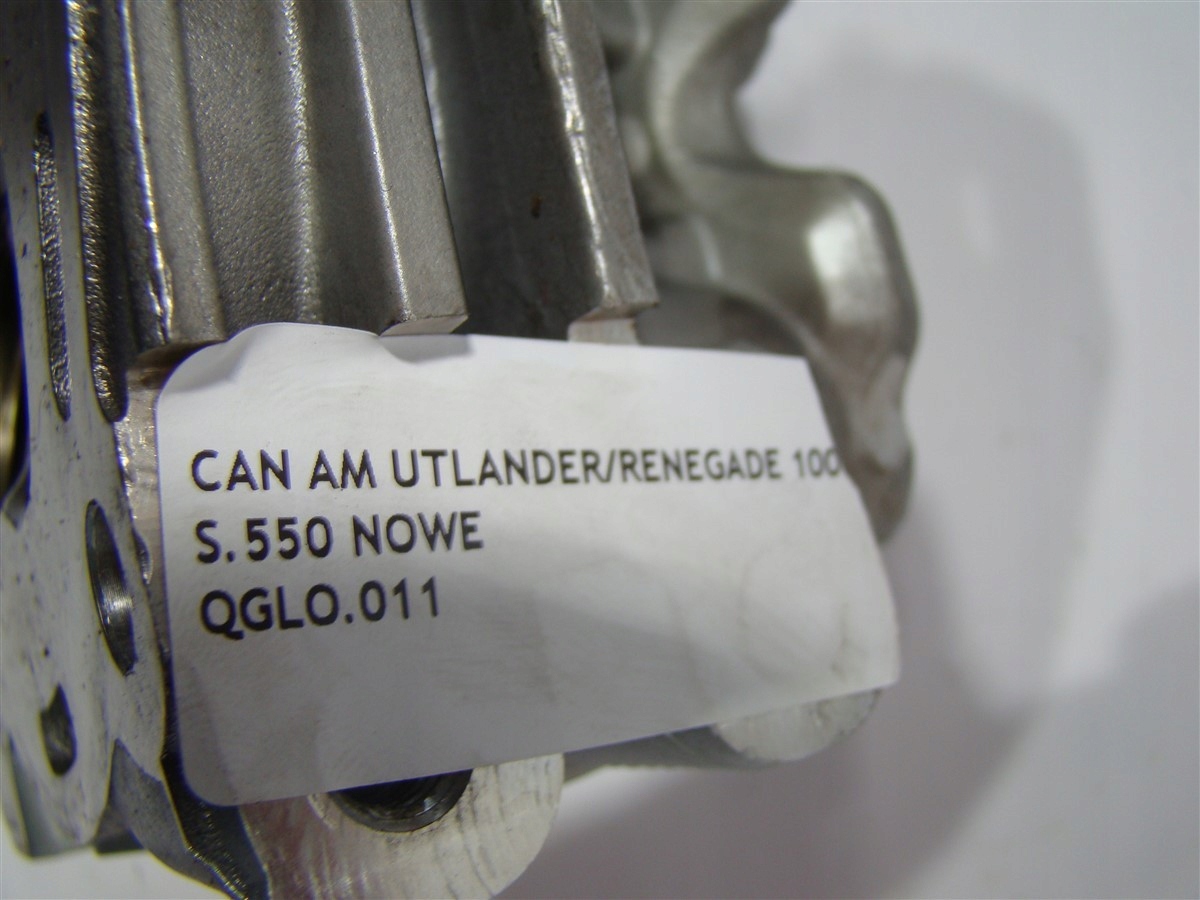 CAN AM UTLANDER/RENEGADE 100
S.550 NOWE
QGLO.011